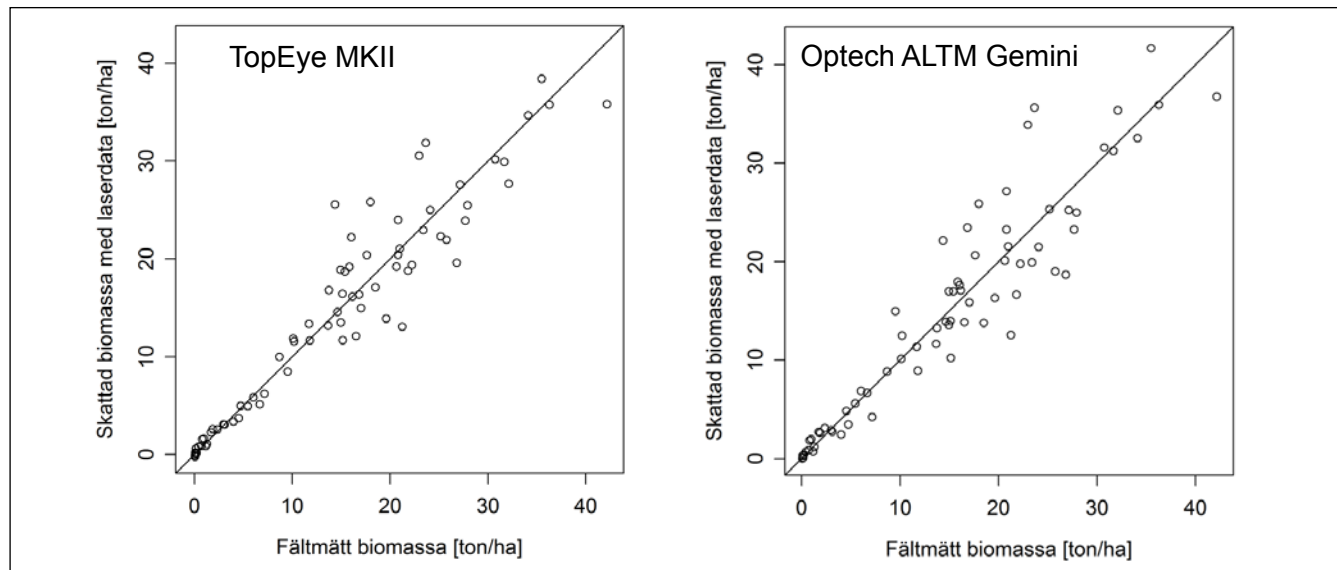 TopEye MKII
Skattad biomassa med laserdata [ton/ha]
40
30
20
10
0
0 10 20 30 40
Fältmätt biomassa [ton/ha]
Optech ALTM Gemini
Skattad biomassa med laserdata [ton/ha]
40
30
20
10
0
0 10 20 30 40
Fältmätt biomassa [ton/ha]